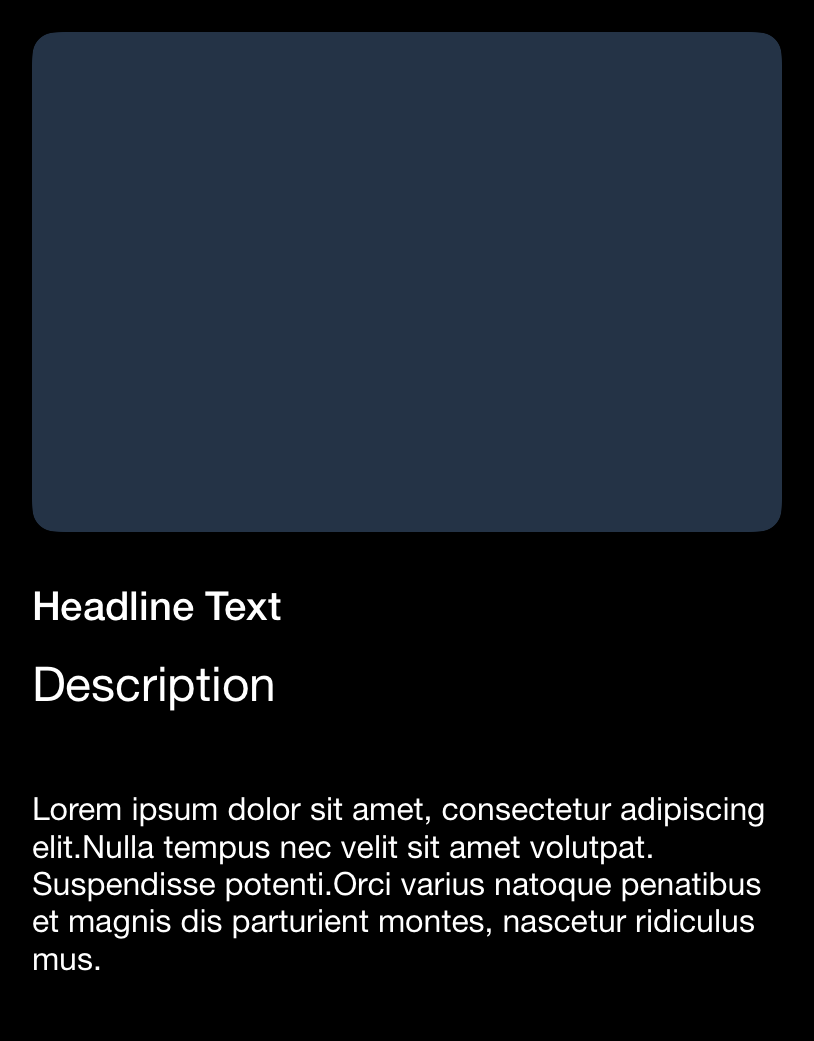 Headline Text
Description
Lorem ipsum dolor sit amet, consectetur adipiscing
elit.Nulla tempus nec velit sit amet volutpat.
Suspendisse potenti.Orci varius natoque penatibus
et magnis dis parturient montes, nascetur ridiculus
mus.